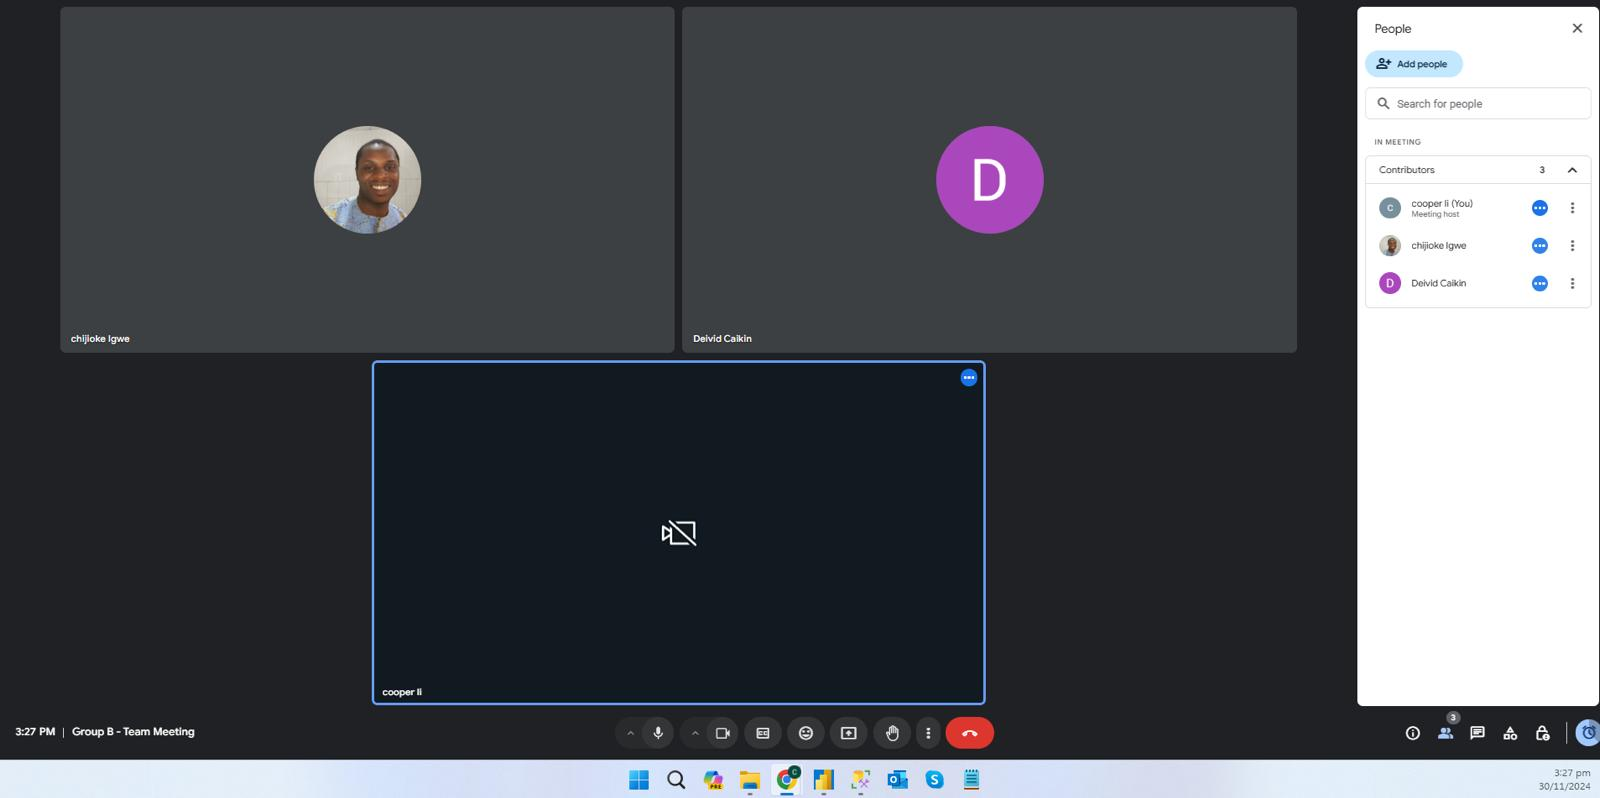 D
chijioke Igwe
Deivid Caikin
cooper li
People
Add people
Search for people
IN MEETING
Contributors 3
C cooper li (You)
Meeting host
chijioke Igwe
D Deivid Caikin
3:27 PM | Group B - Team Meeting
CC
3
PRE
C
S
3:27 pm
30/11/2024